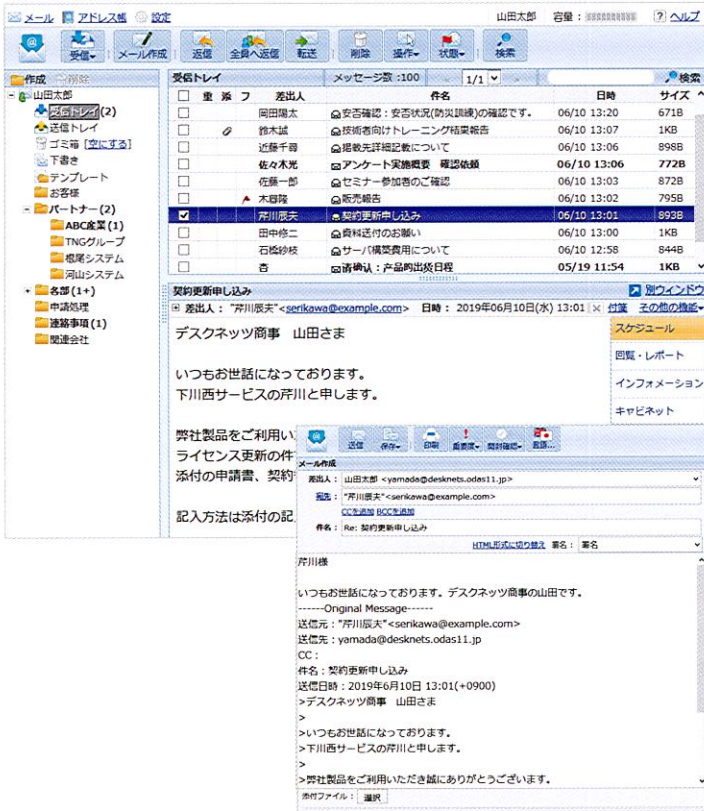 メール アドレス帳 設定 山田太郎 容量： ヘルプ
受信 メール作成 返信 全員へ返信 転送 削除 操作 状態 検索
作成 削除
山田太郎
受信トレイ(2)
送信トレイ
ゴミ箱 [空にする]
下書き
テンプレート
お客様
パートナー(2)
ABC産業(1)
TNGグループ
根尾システム
河山システム
各部(1+)
申請処理
連絡事項(1)
関連会社
受信トレイ メッセージ数 :100 1/1 検索
重 添 フ 差出人 件名 日時 サイズ
岡田陽太 安否確認：安否状況(防災訓練)の確認です。 06/10 13:20 671B
鈴木誠 技術者向けトレーニング結果報告 06/10 13:07 1KB
近藤千尋 掲載先詳細記載について 06/10 13:06 898B
佐々木光 アンケート実施概要 確認依頼 06/10 13:06 772B
佐藤一郎 セミナー参加者のご確認 06/10 13:03 872B
木暮隆 販売報告 06/10 13:02 795B
芹川辰夫 契約更新申し込み 06/10 13:01 893B
田中修二 資料送付のお願い 06/10 13:00 1KB
石橋紗枝 サーバ構築費用について 06/10 12:58 844B
杏 请确认：产品的出货日程 05/19 11:54 1KB
契約更新申し込み 別ウィンドウ
差出人： "芹川辰夫"<serikawa@example.com> 日時： 2019年06月10日(水) 13:01 付箋 その他の機能
デスクネッツ商事 山田さま
いつもお世話になっております。
下川西サービスの芹川と申します。
弊社製品をご利用い
ライセンス更新の件
添付の申請書、契約
記入方法は添付の記
スケジュール
回覧・レポート
インフォメーション
キャビネット
送信 保存 印刷 重要度 開封確認 言語...
メール作成
差出人： 山田太郎 <yamada@desknets.odas11.jp>
宛先： "芹川辰夫"<serikawa@example.com>
CCを追加 BCCを追加
件名： Re: 契約更新申し込み
HTML形式に切り替え 署名： 署名
芹川様
いつもお世話になっております。デスクネッツ商事の山田です。
------Original Message------
送信元："芹川辰夫"<serikawa@example.com>
送信先：yamada@desknets.odas11.jp
CC：
件名：契約更新申し込み
送信日時：2019年6月10日 13:01(+0900)
>デスクネッツ商事 山田さま
>
>いつもお世話になっております。
>下川西サービスの芹川と申します。
>
>弊社製品をご利用いただき誠にありがとうございます。
添付ファイル： 選択